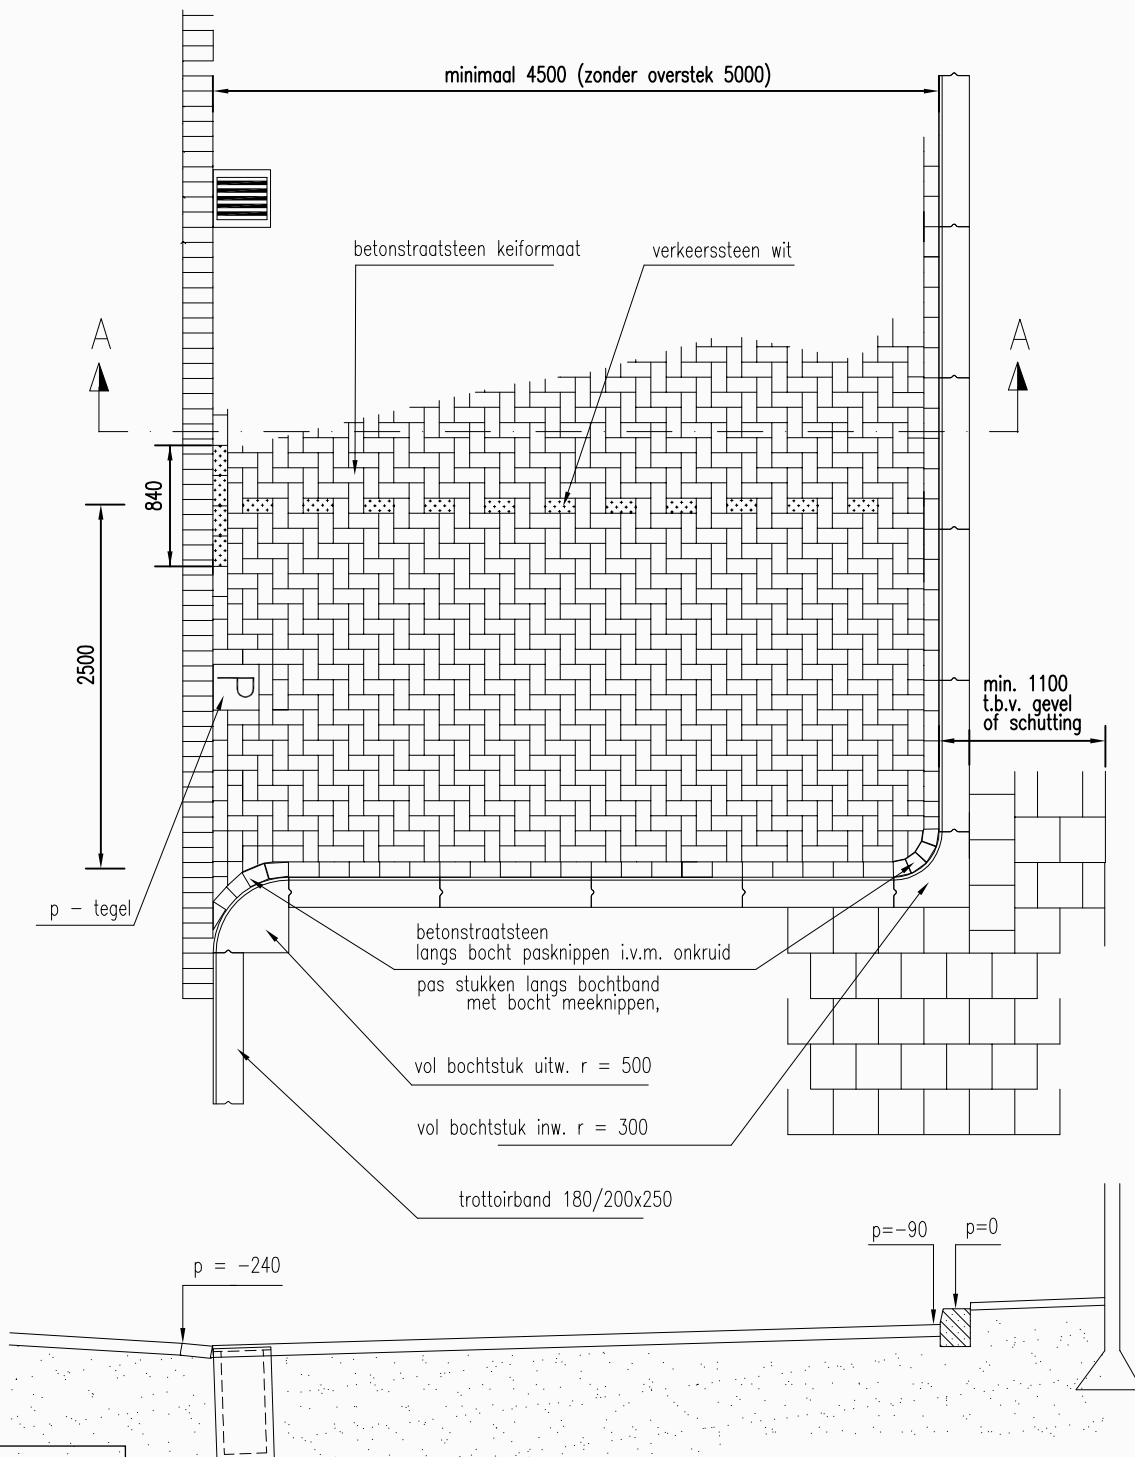 minimaal 4500 (zonder overstek 5000)
betonstraatsteen keiformaat
verkeerssteen wit
A
A
840
2500
P
min. 1100
t.b.v. gevel
of schutting
p - tegel
betonstraatsteen
langs bocht pasknippen i.v.m. onkruid
pas stukken langs bochtband
met bocht meeknippen,
vol bochtstuk uitw. r = 500
vol bochtstuk inw. r = 300
trottoirband 180/200x250
p=-90
p=0
p = -240